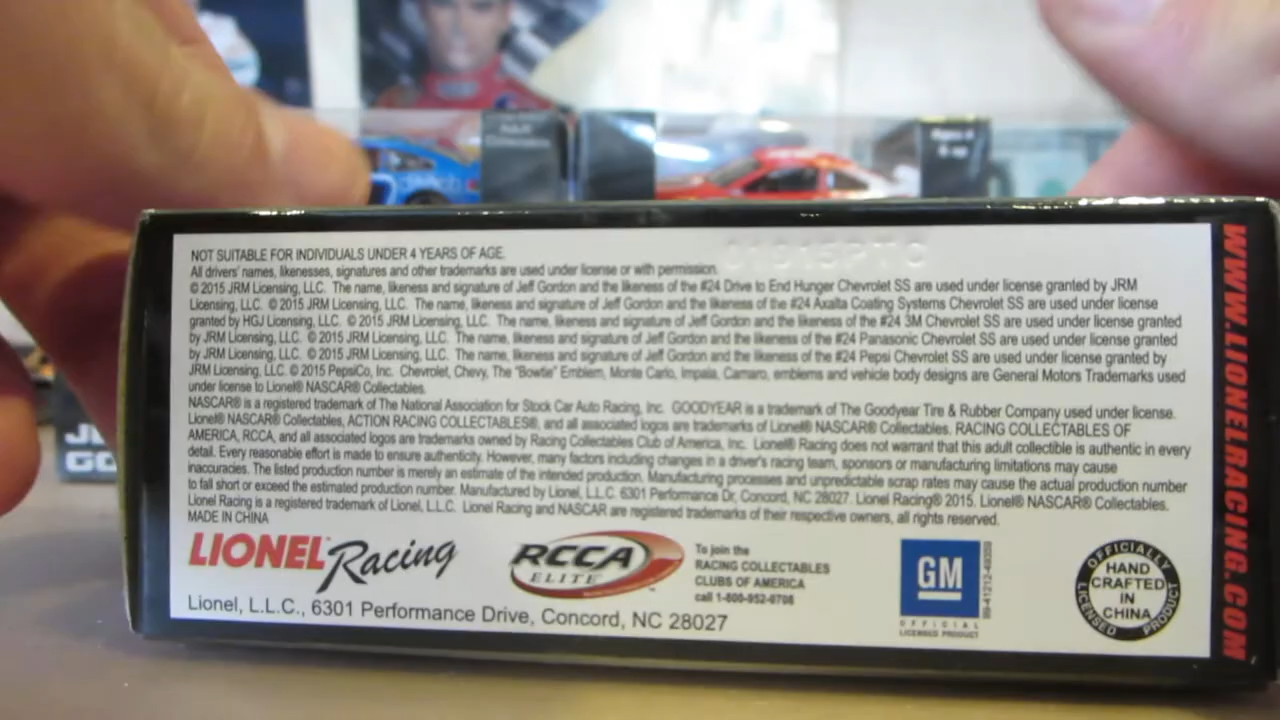 NOT SUITABLE FOR INDIVIDUALS UNDER 4 YEARS OF AGE.
All drivers' names, likenesses, signatures and other trademarks are used under license or with permission.
© 2015 JRM Licensing, LLC. The name, likeness and signature of Jeff Gordon and the likeness of the #24 Drive to End Hunger Chevrolet SS are used under license granted by JRM
Licensing, LLC. © 2015 JRM Licensing, LLC. The name, likeness and signature of Jeff Gordon and the likeness of the #24 Axalta Coating Systems Chevrolet SS are used under license
granted by HGJ Licensing, LLC. © 2015 JRM Licensing, LLC. The name, likeness and signature of Jeff Gordon and the likeness of the #24 3M Chevrolet SS are used under license granted
by JRM Licensing, LLC. © 2015 JRM Licensing, LLC. The name, likeness and signature of Jeff Gordon and the likeness of the #24 Panasonic Chevrolet SS are used under license granted
by JRM Licensing, LLC. © 2015 JRM Licensing, LLC. The name, likeness and signature of Jeff Gordon and the likeness of the #24 Pepsi Chevrolet SS are used under license granted by
JRM Licensing, LLC. © 2015 PepsiCo, Inc. Chevrolet, Chevy, The "Bowtie" Emblem, Monte Carlo, Impala, Camaro, emblems and vehicle body designs are General Motors Trademarks used
under license to Lionel® NASCAR® Collectables.
NASCAR® is a registered trademark of The National Association for Stock Car Auto Racing, Inc. GOODYEAR is a trademark of The Goodyear Tire & Rubber Company used under license.
Lionel® NASCAR® Collectables, ACTION RACING COLLECTABLES®, and all associated logos are trademarks of Lionel® NASCAR® Collectables. RACING COLLECTABLES OF
AMERICA, RCCA, and all associated logos are trademarks owned by Racing Collectables Club of America, Inc. Lionel® Racing does not warrant that this adult collectible is authentic in every
detail. Every reasonable effort is made to ensure authenticity. However, many factors including changes in a driver's racing team, sponsors or manufacturing limitations may cause
inaccuracies. The listed production number is merely an estimate of the intended production. Manufacturing processes and unpredictable scrap rates may cause the actual production number
to fall short or exceed the estimated production number. Manufactured by Lionel, L.L.C. 6301 Performance Dr, Concord, NC 28027. Lionel Racing® 2015. Lionel® NASCAR® Collectables.
Lionel Racing is a registered trademark of Lionel, L.L.C. Lionel Racing and NASCAR are registered trademarks of their respective owners, all rights reserved.
MADE IN CHINA
LIONEL Racing
RCCA
ELITE
To join the
RACING COLLECTABLES
CLUBS OF AMERICA
call 1-800-952-0708
GM
OFFICIAL
LICENSED PRODUCT
99-41212-49359
OFFICIALLY LICENSED PRODUCT
HAND
CRAFTED
IN
CHINA
Lionel, L.L.C., 6301 Performance Drive, Concord, NC 28027
WWW.LIONELRACING.COM